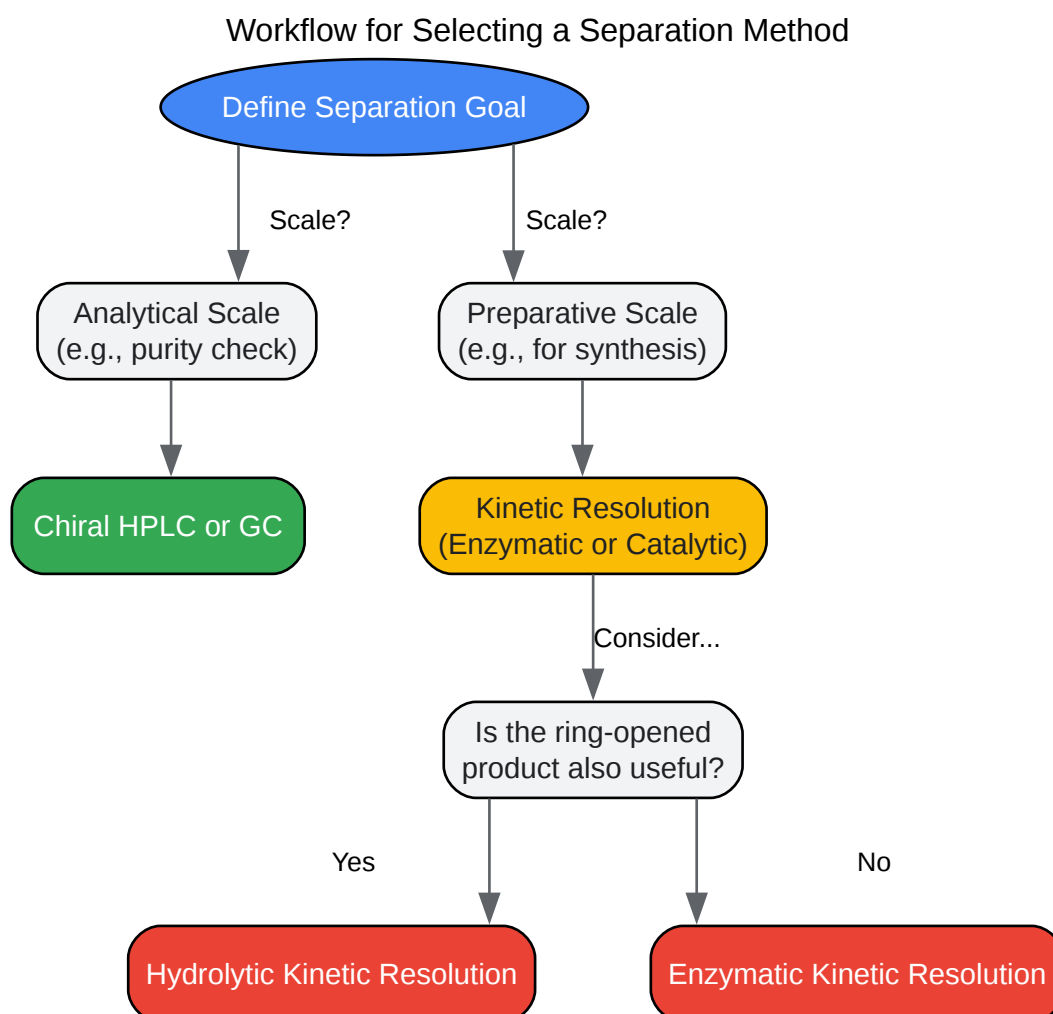 Workflow for Selecting a Separation Method
Define Separation Goal
Scale?
Scale?
Analytical Scale
(e.g., purity check)
Preparative Scale
(e.g., for synthesis)
Chiral HPLC or GC
Kinetic Resolution
(Enzymatic or Catalytic)
Consider...
Is the ring-opened
product also useful?
Yes
No
Hydrolytic Kinetic Resolution
Enzymatic Kinetic Resolution